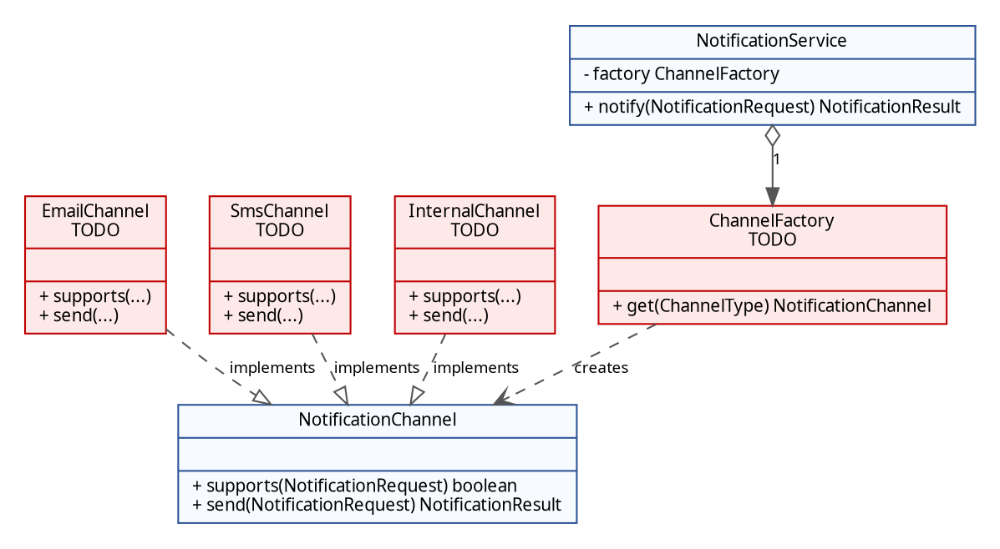 NotificationService
- factory ChannelFactory
+ notify(NotificationRequest) NotificationResult
1
EmailChannel
TODO
+ supports(...)
+ send(...)
SmsChannel
TODO
+ supports(...)
+ send(...)
InternalChannel
TODO
+ supports(...)
+ send(...)
ChannelFactory
TODO
+ get(ChannelType) NotificationChannel
implements
implements
implements
creates
NotificationChannel
+ supports(NotificationRequest) boolean
+ send(NotificationRequest) NotificationResult